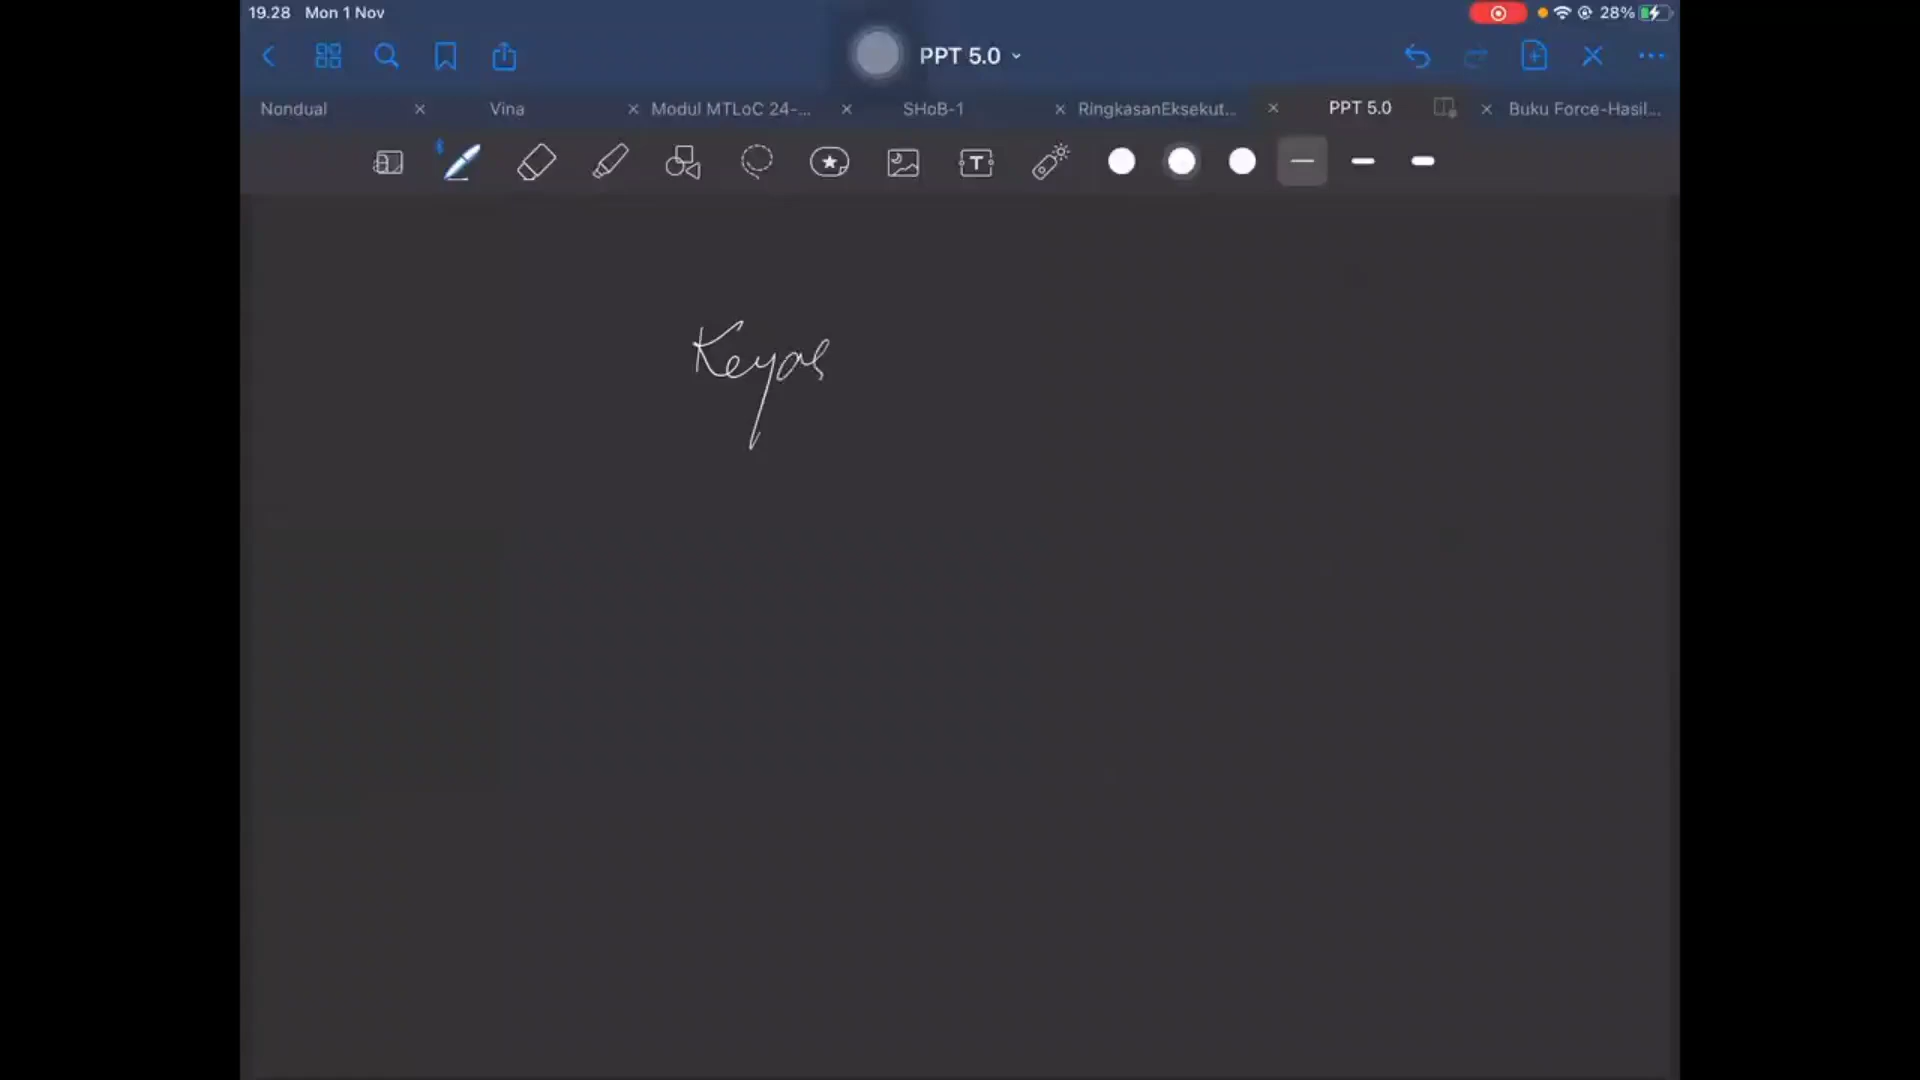 19.28 Mon 1 Nov
28%
PPT 5.0
Nondual
Vina
Modul MTLoC 24-...
SHoB-1
RingkasanEksekut...
PPT 5.0
Buku Force-Hasil...
T